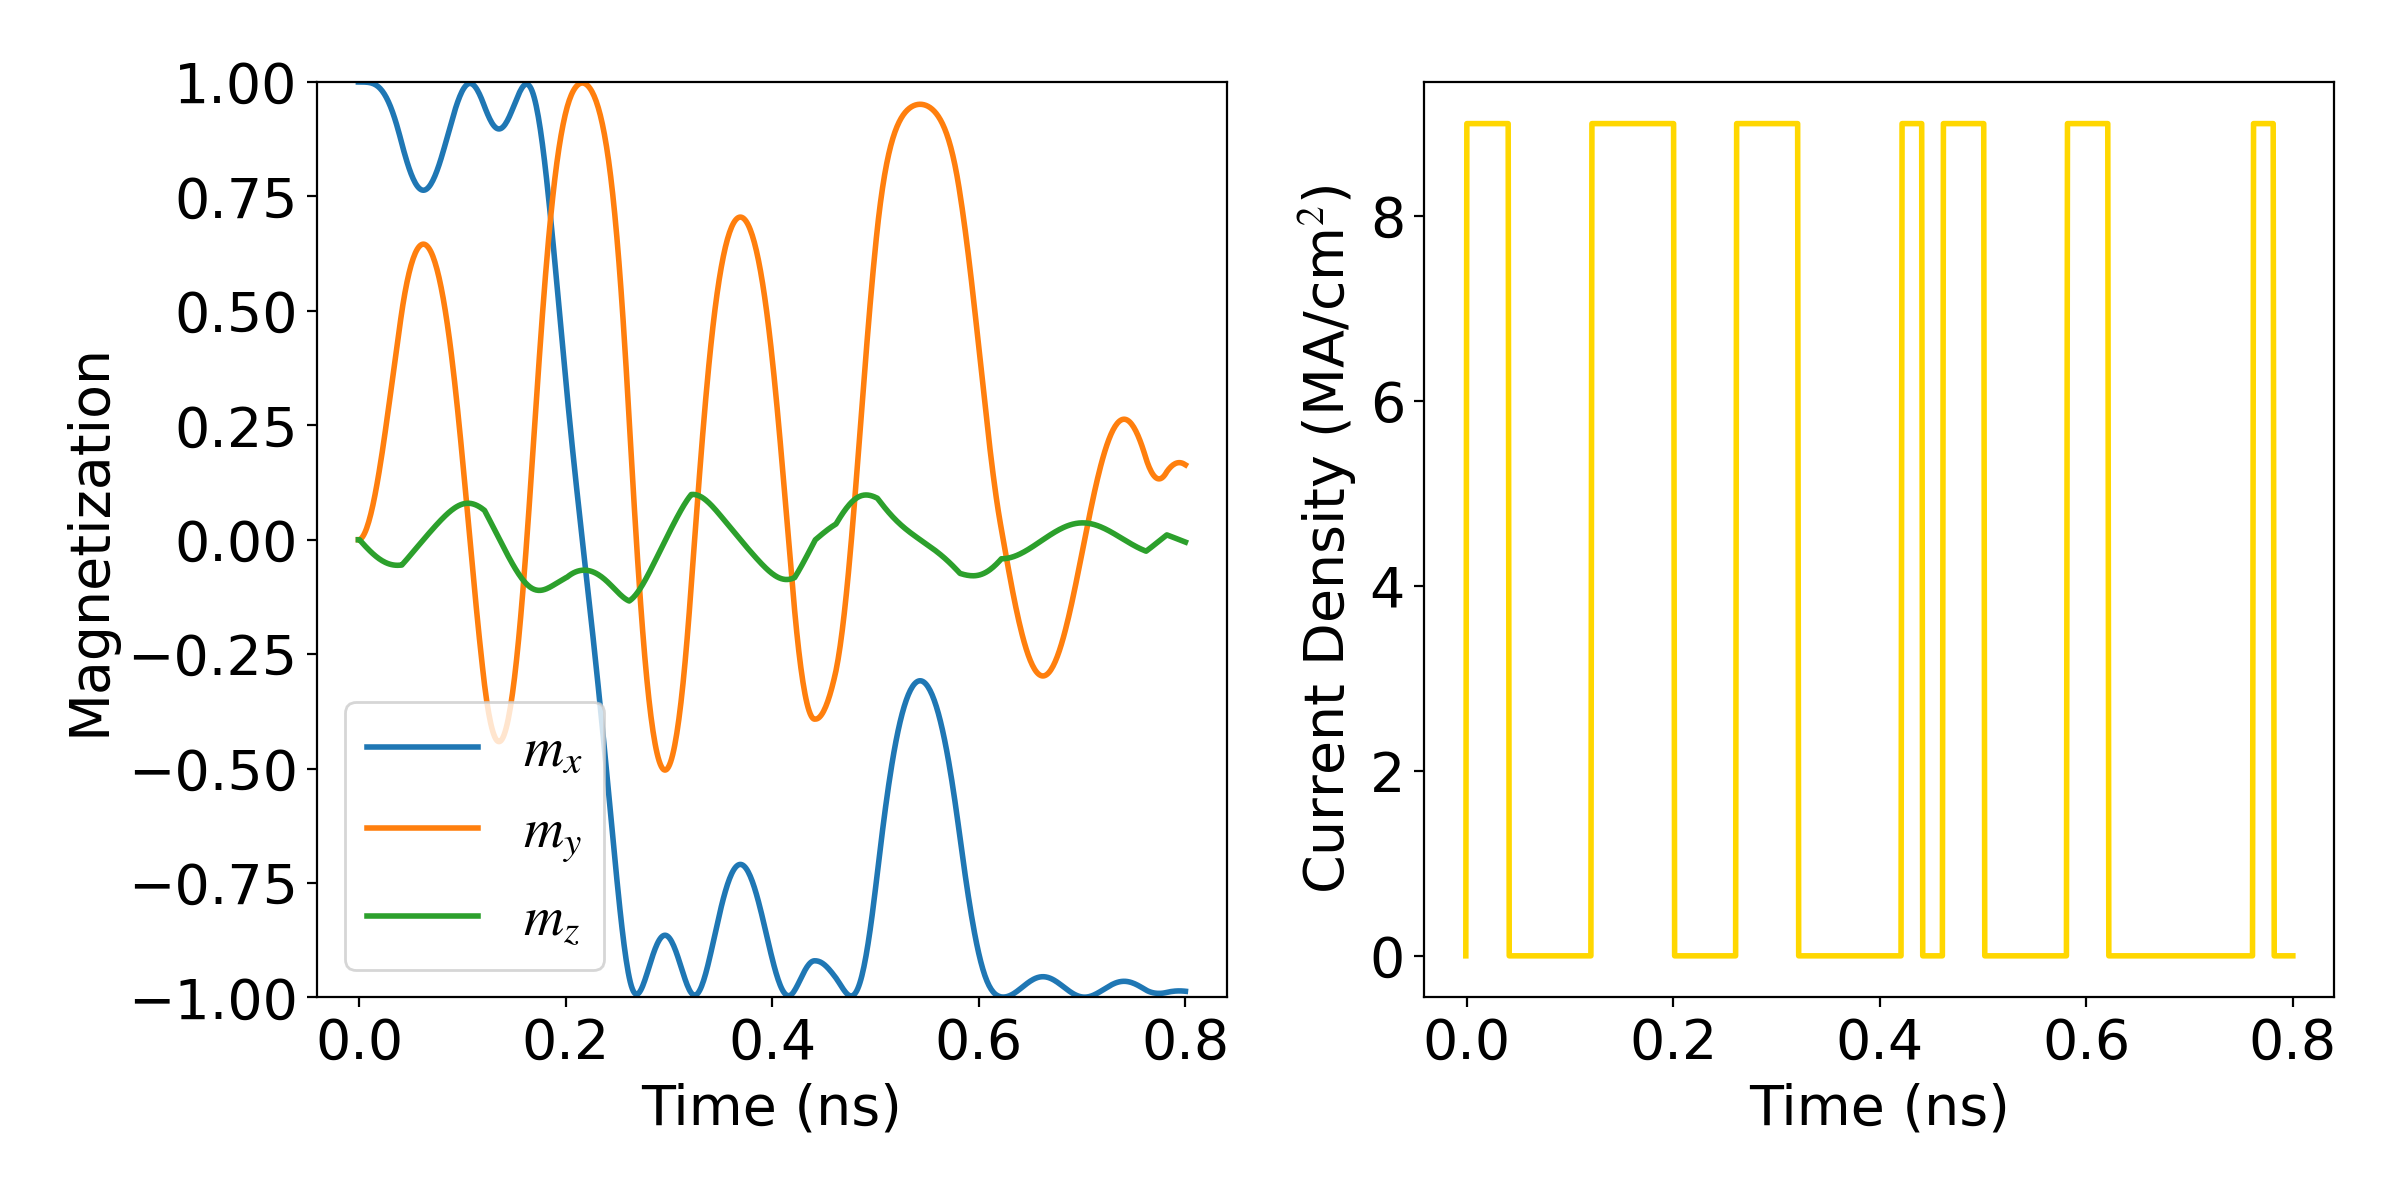 Magnetization
1.00
0.75
0.50
0.25
0.00
−0.25
−0.50
−0.75
−1.00
m_x
m_y
m_z
0.0 0.2 0.4 0.6 0.8
Time (ns)
Current Density (MA/cm²)
8
6
4
2
0
0.0 0.2 0.4 0.6 0.8
Time (ns)